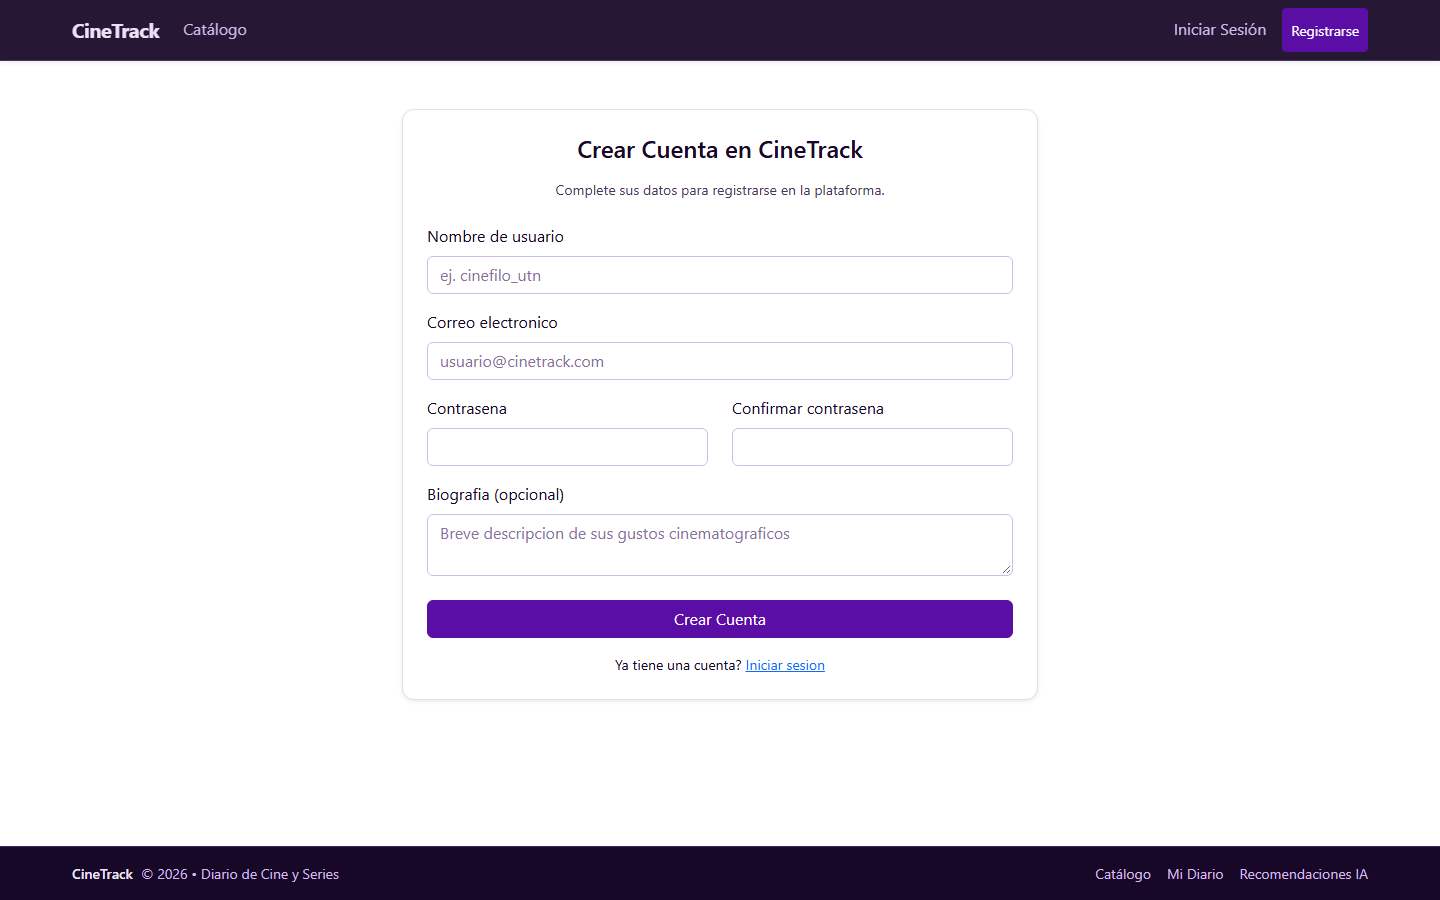 CineTrack Catálogo Iniciar Sesión Registrarse
Crear Cuenta en CineTrack
Complete sus datos para registrarse en la plataforma.
Nombre de usuario
ej. cinefilo_utn
Correo electronico
usuario@cinetrack.com
Contrasena Confirmar contrasena
Biografia (opcional)
Breve descripcion de sus gustos cinematograficos
Crear Cuenta
Ya tiene una cuenta? Iniciar sesion
CineTrack © 2026 • Diario de Cine y Series Catálogo Mi Diario Recomendaciones IA